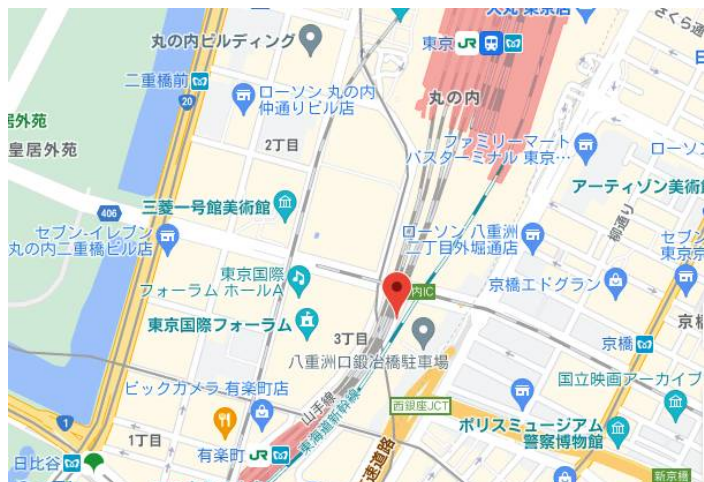 大丸 東京店
さくら通
丸の内ビルディング
東京 JR
二重橋前
丸の内
20
ローソン 丸の内
仲通りビル店
ファミリーマート
バスターミナル 東京…
居外苑
皇居外苑
2丁目
ローソン
アーティゾン美術館
三菱一号館美術館
406
柳通り
セブン-イレブン
丸の内二重橋ビル店
ローソン 八重洲
二丁目外堀通店
セブン
東京京
東京国際
フォーラム ホールA
京橋エドグラン
内IC
東京国際フォーラム
3丁目
八重洲口鍛冶橋駐車場
京橋
京橋
国立映画アーカイブ
ビックカメラ 有楽町店
山手線
東海道新幹線
西銀座JCT
1
1丁目
ポリスミュージアム
警察博物館
有楽町 JR
速道路
日比谷
新京橋